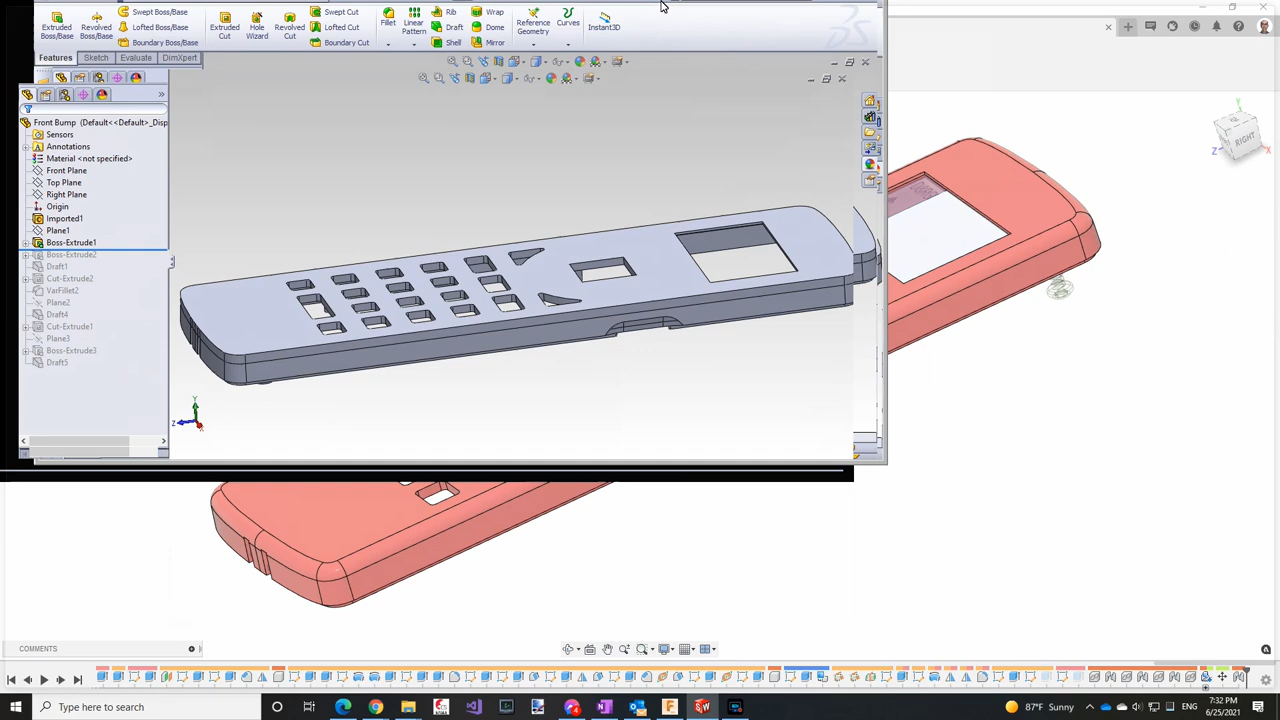 Extruded Boss/Base
Revolved Boss/Base
Swept Boss/Base
Lofted Boss/Base
Boundary Boss/Base
Extruded Cut
Hole Wizard
Revolved Cut
Swept Cut
Lofted Cut
Boundary Cut
Fillet
Linear Pattern
Rib
Draft
Shell
Wrap
Dome
Mirror
Reference Geometry
Curves
Instant3D
Features
Sketch
Evaluate
DimXpert
Front Bump (Default<<Default>_Disp
Sensors
Annotations
Material <not specified>
Front Plane
Top Plane
Right Plane
Origin
Imported1
Plane1
Boss-Extrude1
Boss-Extrude2
Draft1
Cut-Extrude2
VarFillet2
Plane2
Draft4
Cut-Extrude1
Plane3
Boss-Extrude3
Draft5
Y
Z
Y
RIGHT
Z
X
COMMENTS
Type here to search
87°F Sunny
7:32 PM
6/25/2021